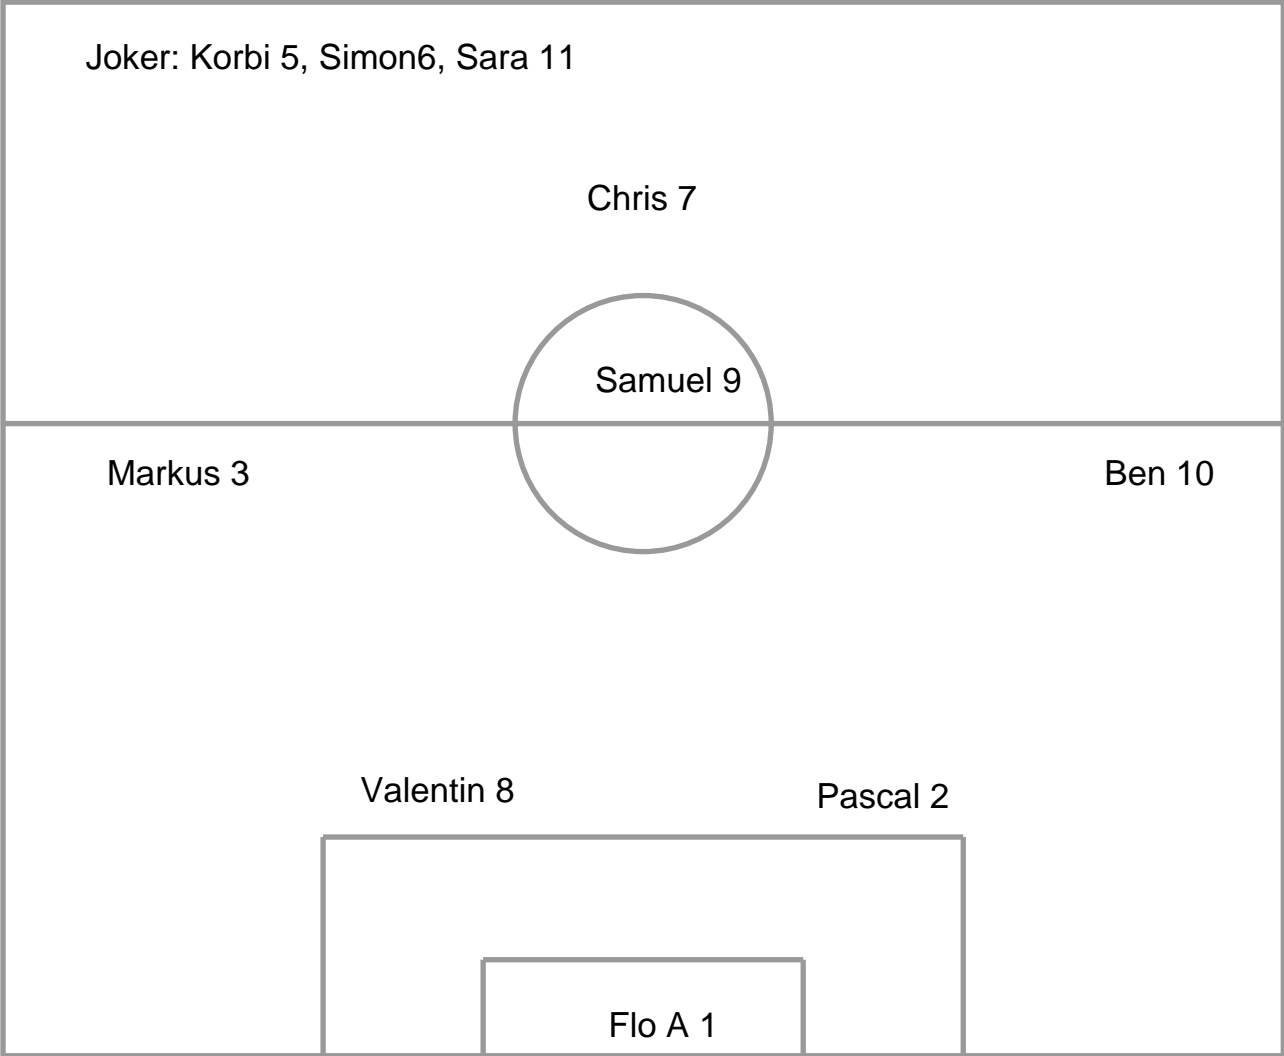 Joker: Korbi 5, Simon6, Sara 11
Chris 7
Samuel 9
Markus 3
Ben 10
Valentin 8
Pascal 2
Flo A 1